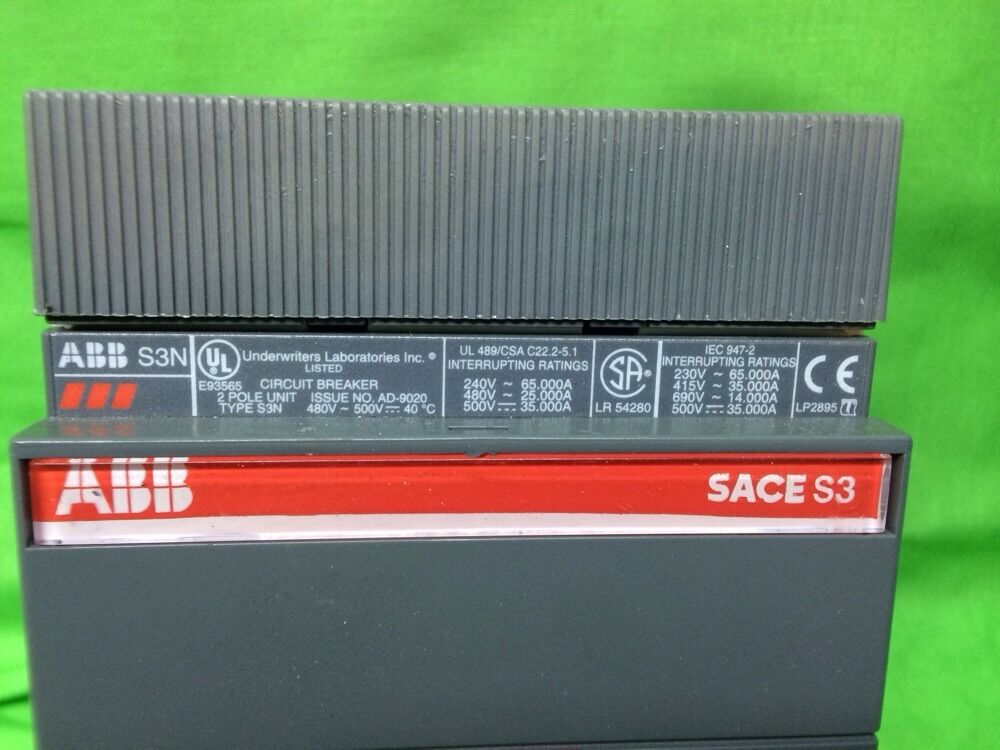 ABB S3N
UL
Underwriters Laboratories Inc. ®
LISTED
E93565 CIRCUIT BREAKER
2 POLE UNIT ISSUE NO. AD-9020
TYPE S3N 480V ~ 500V⎓ 40 °C
UL 489/CSA C22.2-5.1
INTERRUPTING RATINGS
240V ~ 65.000A
480V ~ 25.000A
500V⎓ 35.000A
SA ®
LR 54280
IEC 947-2
INTERRUPTING RATINGS
230V ~ 65.000A
415V ~ 35.000A
690V ~ 14.000A
500V⎓ 35.000A
CE
LP2895
ABB
SACE S3